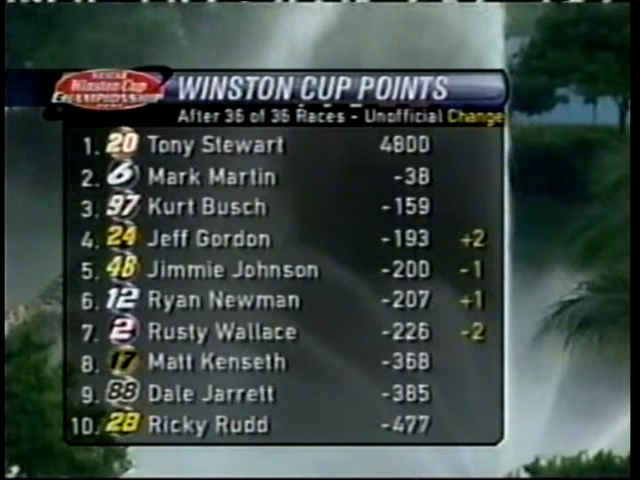 NASCAR
Winston Cup
CHAMPIONSHIP
WINSTON CUP POINTS
After 36 of 36 Races - Unofficial Change
1. 20 Tony Stewart 4800
2. 6 Mark Martin -38
3. 97 Kurt Busch -159
4. 24 Jeff Gordon -193 +2
5. 48 Jimmie Johnson -200 -1
6. 12 Ryan Newman -207 +1
7. 2 Rusty Wallace -226 -2
8. 17 Matt Kenseth -368
9. 88 Dale Jarrett -385
10. 28 Ricky Rudd -477